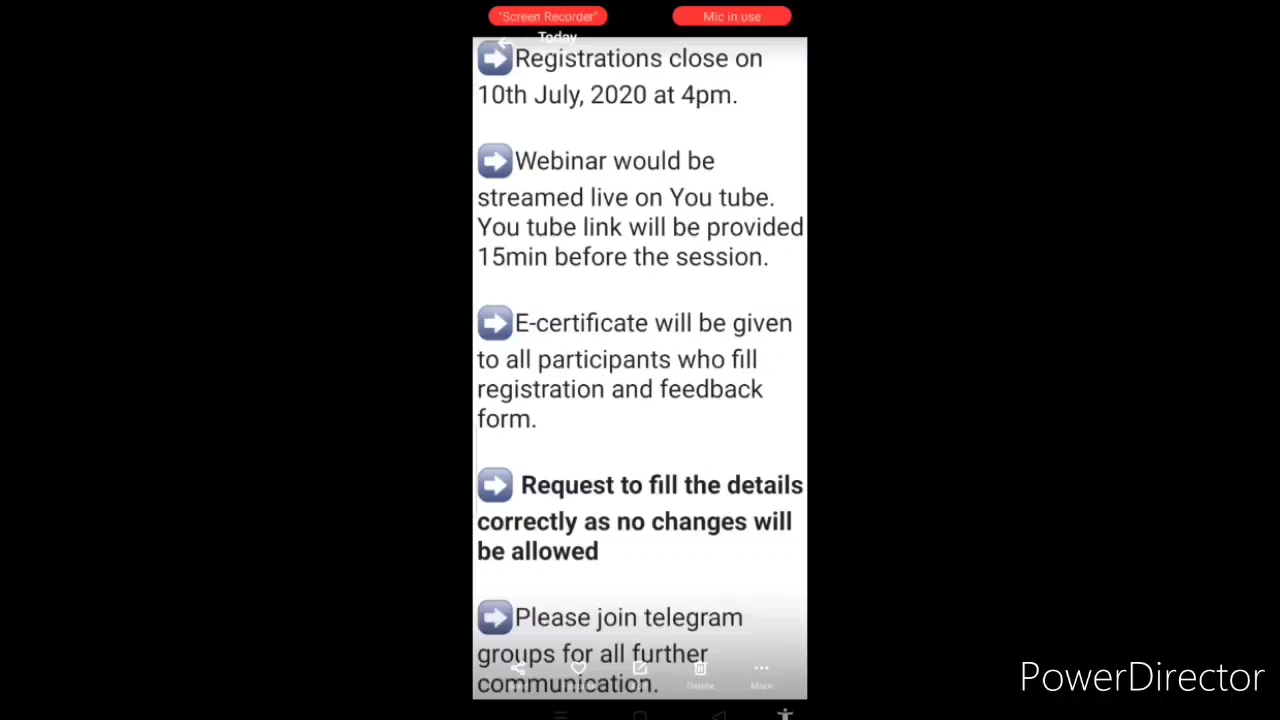 "Screen Recorder"
Mic in use
Today
➡Registrations close on
10th July, 2020 at 4pm.
➡Webinar would be
streamed live on You tube.
You tube link will be provided
15min before the session.
➡E-certificate will be given
to all participants who fill
registration and feedback
form.
➡ Request to fill the details
correctly as no changes will
be allowed
➡Please join telegram
groups for all further
communication.
Delete
More
PowerDirector